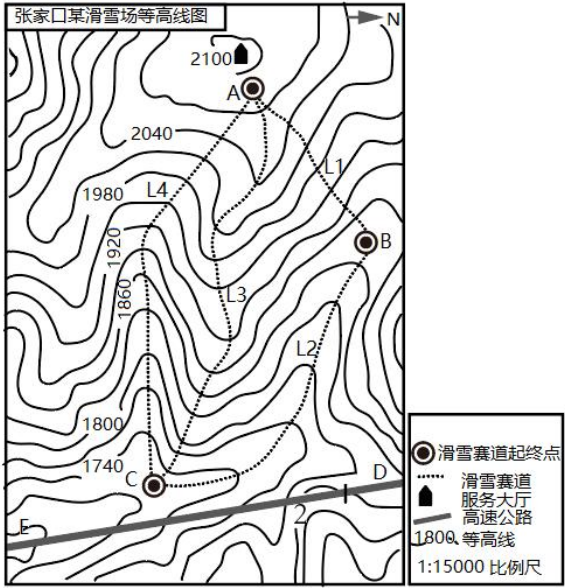 张家口某滑雪场等高线图
N
2100
A
2040
L1
1980
L4
B
1920
1860
L3
L2
1800
1740
C
D
E
2
滑雪赛道起终点
滑雪赛道
服务大厅
高速公路
1800 等高线
1:15000 比例尺